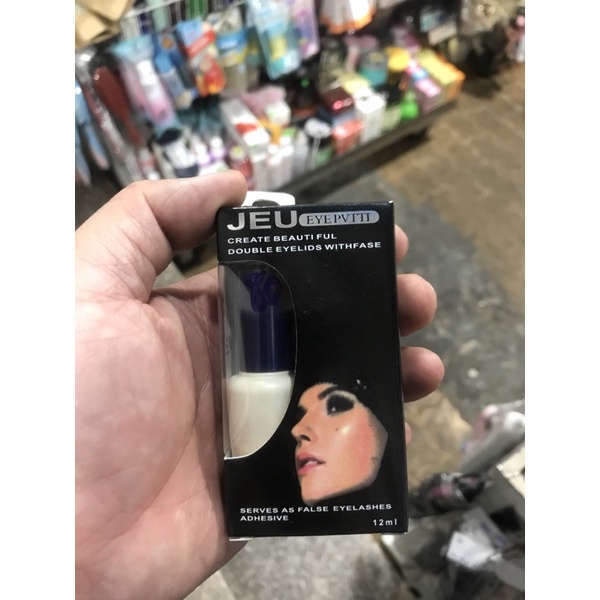 JEU EYEPVTTI
CREATE BEAUTI FUL
DOUBLE EYELIDS WITHFASE
SERVES AS FALSE EYELASHES
ADHESIVE
12ml